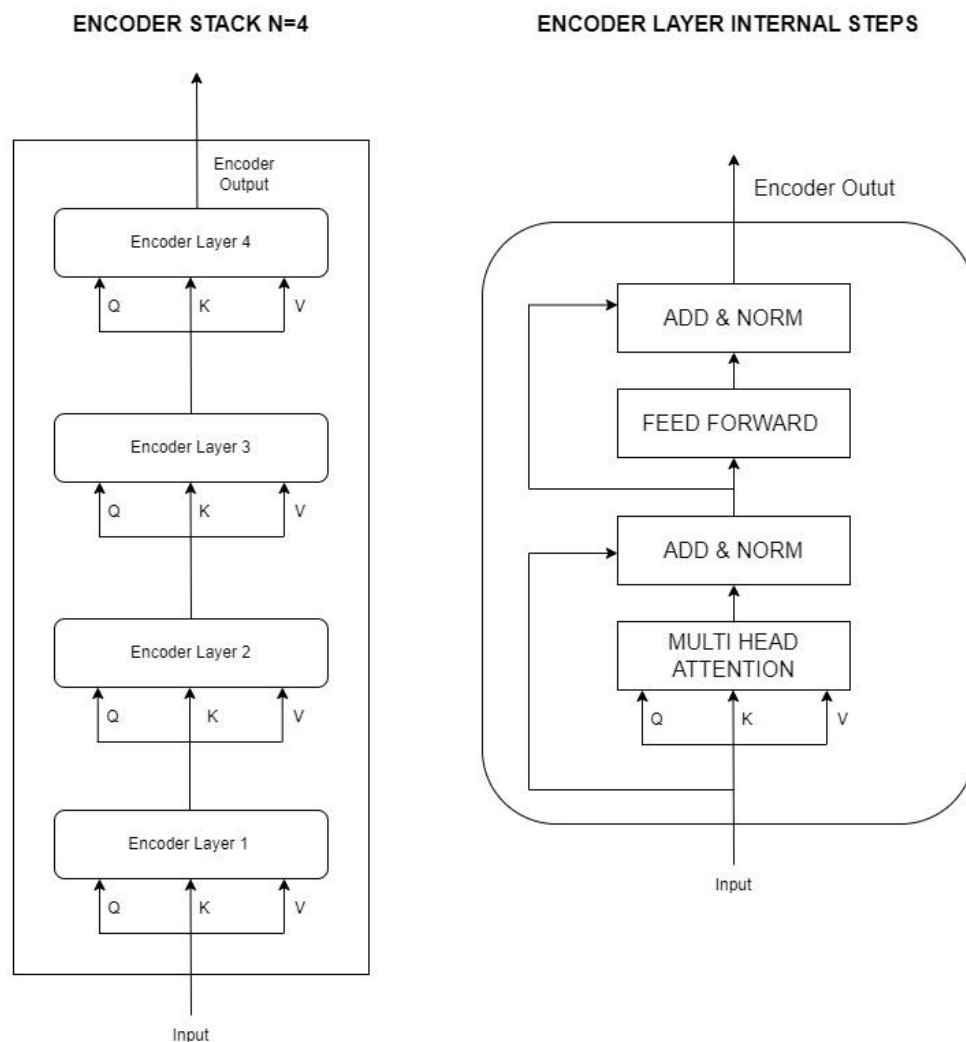 ENCODER STACK N=4
Encoder
Output
Encoder Layer 4
Q K V
Encoder Layer 3
Q K V
Encoder Layer 2
Q K V
Encoder Layer 1
Q K V
Input
ENCODER LAYER INTERNAL STEPS
Encoder Outut
ADD & NORM
FEED FORWARD
ADD & NORM
MULTI HEAD
ATTENTION
Q K V
Input